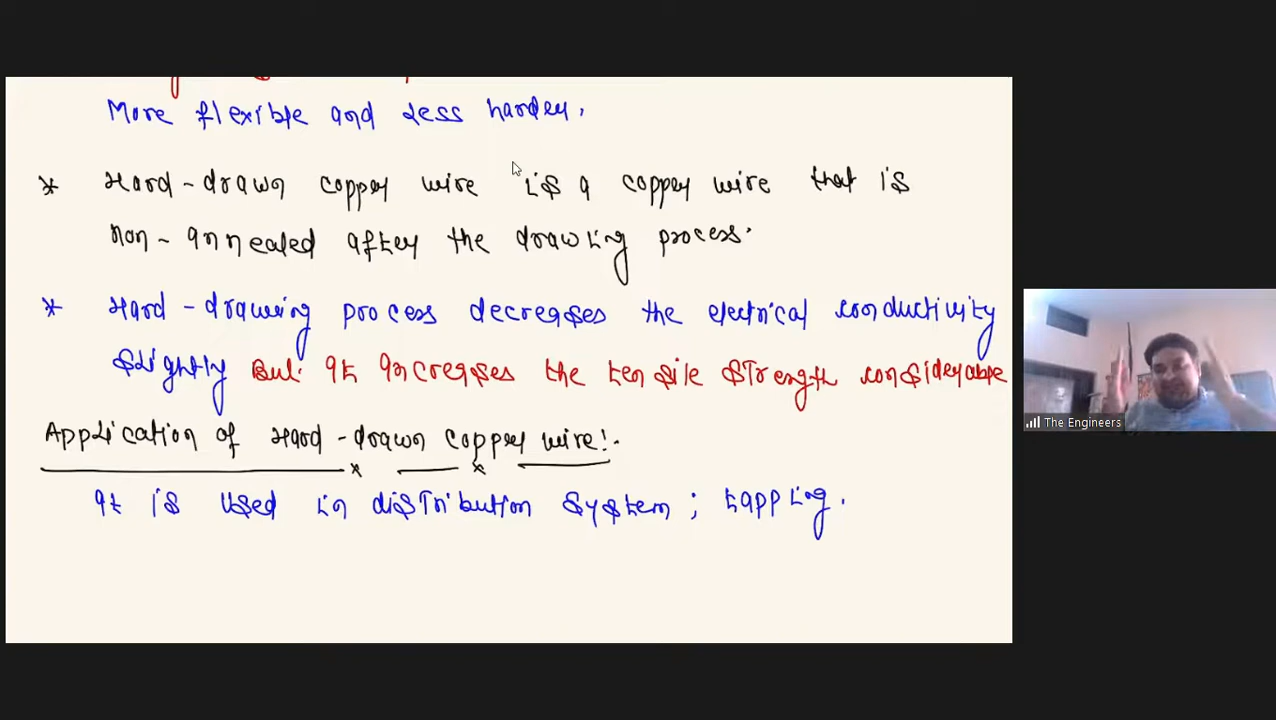 More flexible and less harder.
* Hard-drawn copper wire is a copper wire that is
non-annealed after the drawing process.
* Hard-drawing process decreases the electrical conductivity
slightly But it increases the tensile strength considerable
Application of Hard-drawn copper wire!.
It is used in distribution system; tapping.
The Engineers